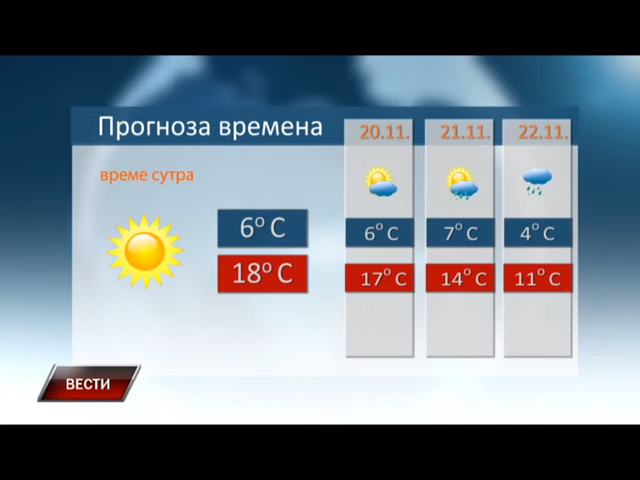 Прогноза времена
време сутра
6° C
18° C
20.11.
6° C
17° C
21.11.
7° C
14° C
22.11.
4° C
11° C
ВЕСТИ